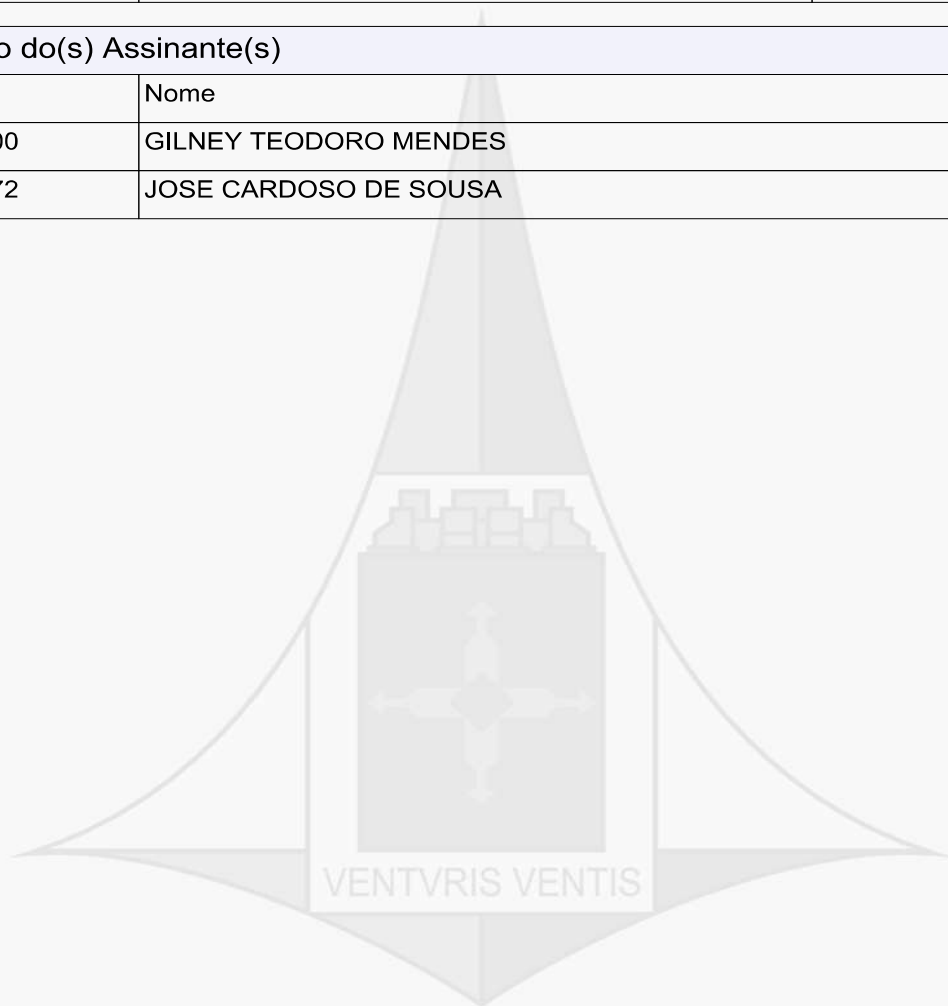 o do(s) Assinante(s)
Nome
00 GILNEY TEODORO MENDES
72 JOSE CARDOSO DE SOUSA
VENTVRIS VENTIS